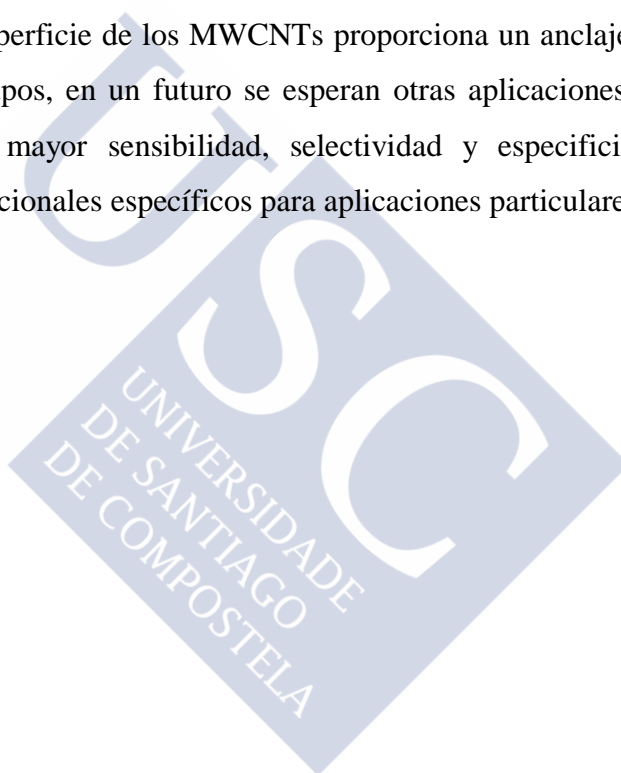 perficie de los MWCNTs proporciona un anclaje
pos, en un futuro se esperan otras aplicaciones
mayor sensibilidad, selectividad y especifici
cionales específicos para aplicaciones particulare
USC
UNIVERSIDADE
DE SANTIAGO
DE COMPOSTELA